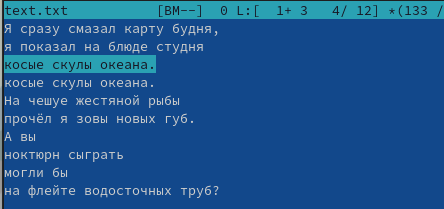 text.txt [BM--] 0 L:[ 1+ 3 4/ 12] *(133 /
Я сразу смазал карту будня,
я показал на блюде студня
косые скулы океана.
косые скулы океана.
На чешуе жестяной рыбы
прочёл я зовы новых губ.
А вы
ноктюрн сыграть
могли бы
на флейте водосточных труб?